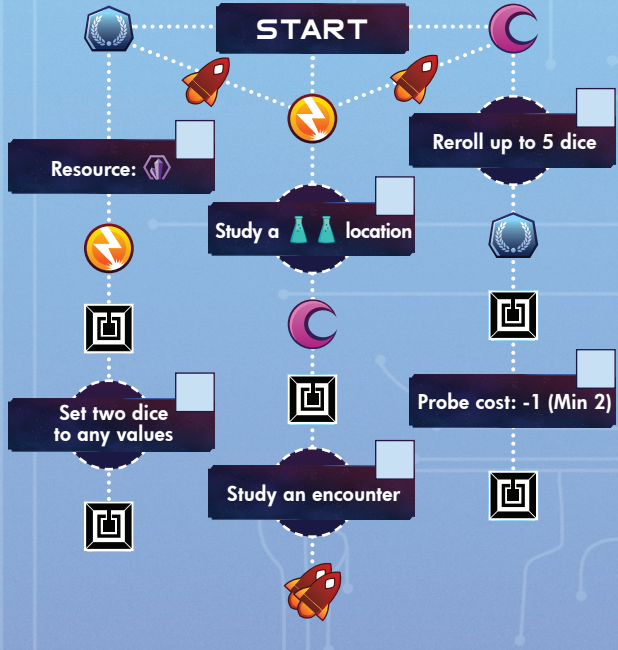 START
Reroll up to 5 dice
Resource:
Study a location
Probe cost: -1 (Min 2)
Set two dice
to any values
Study an encounter